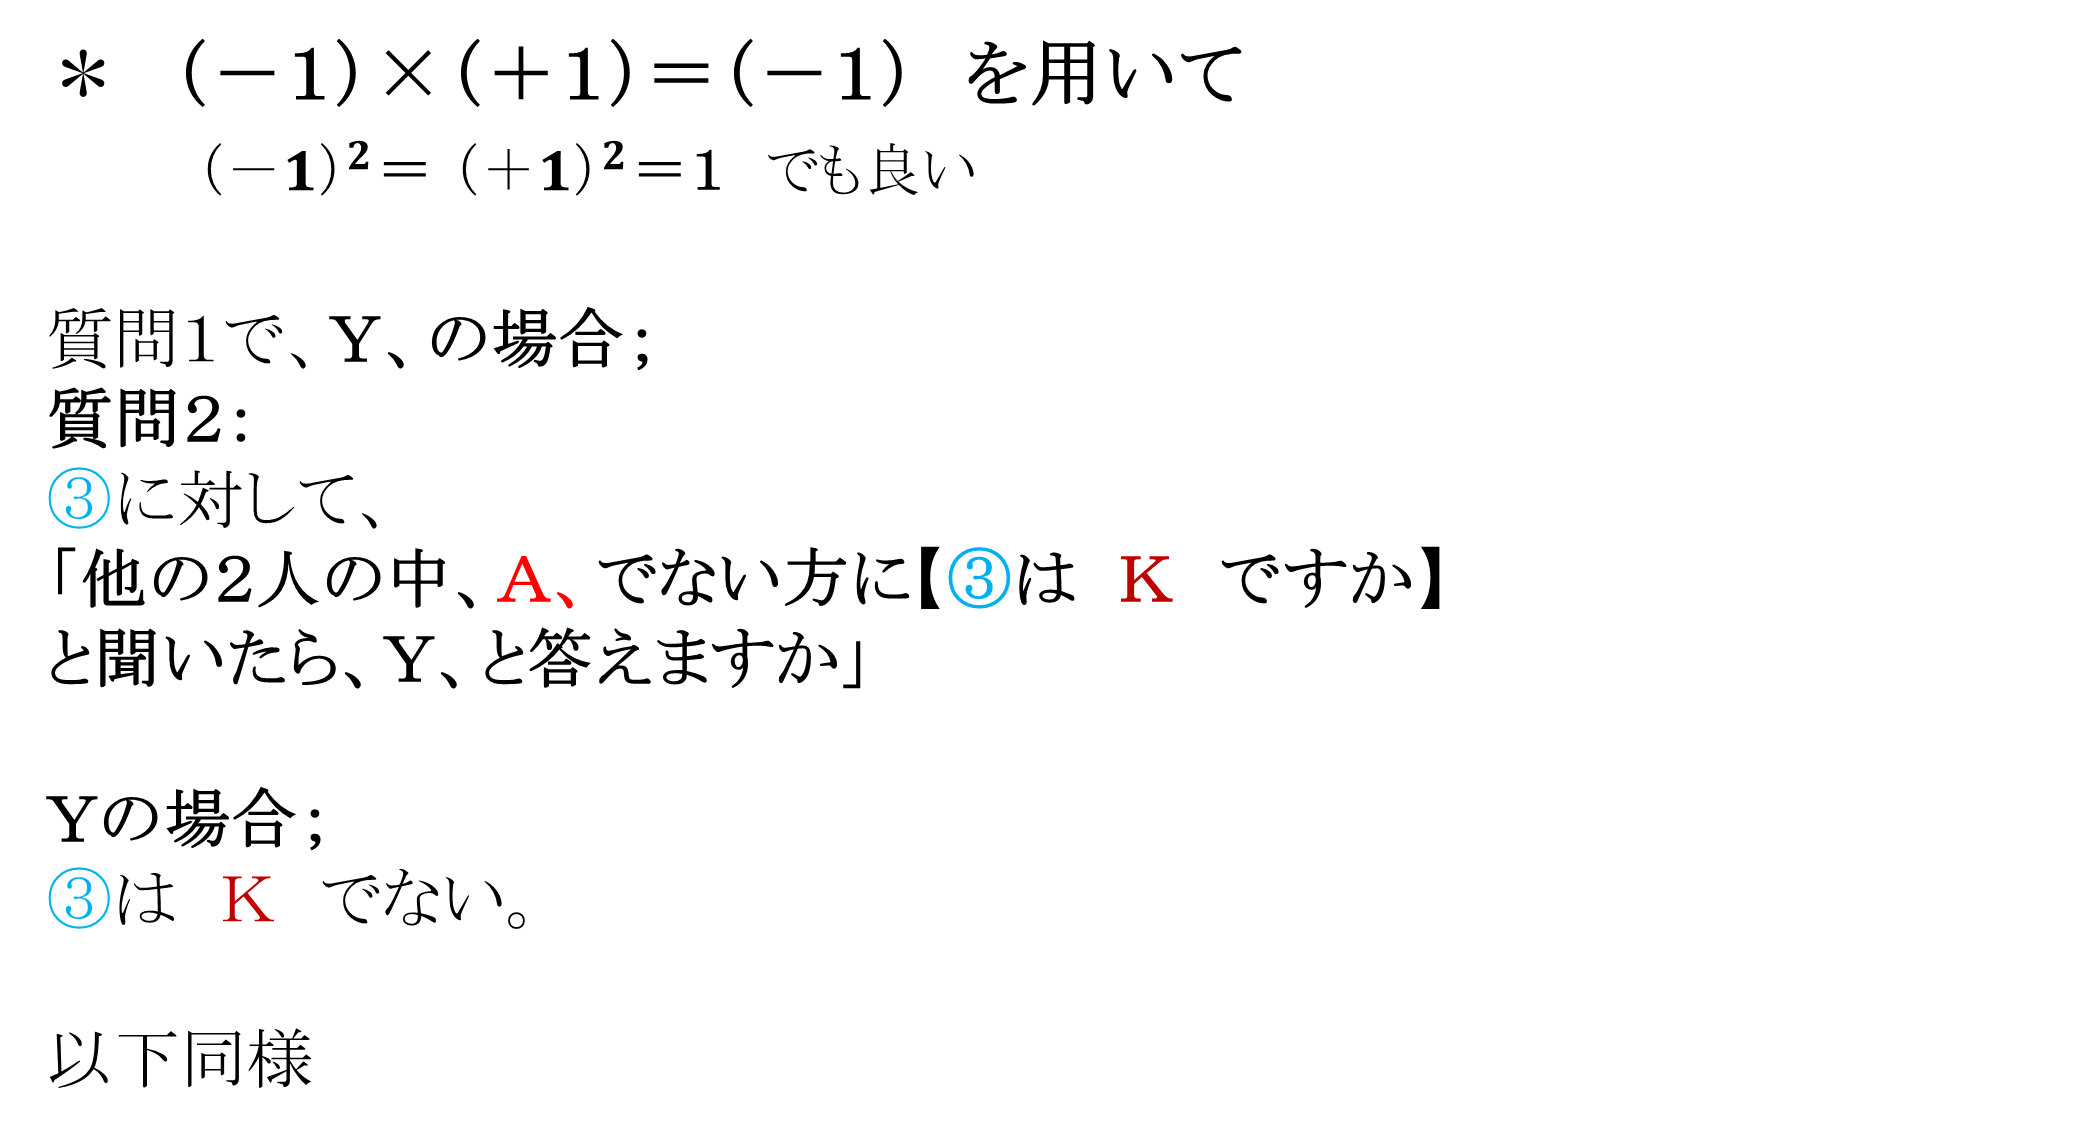 ＊　（－１）×（＋１）＝（－１）　を用いて
（－𝟏）²＝（＋𝟏）²＝１　でも良い
質問１で、Ｙ、の場合；
質問２：
③に対して、
「他の２人の中、Ａ、でない方に【③は　Ｋ　ですか】
と聞いたら、Ｙ、と答えますか」
Ｙの場合；
③は　Ｋ　でない。
以下同様